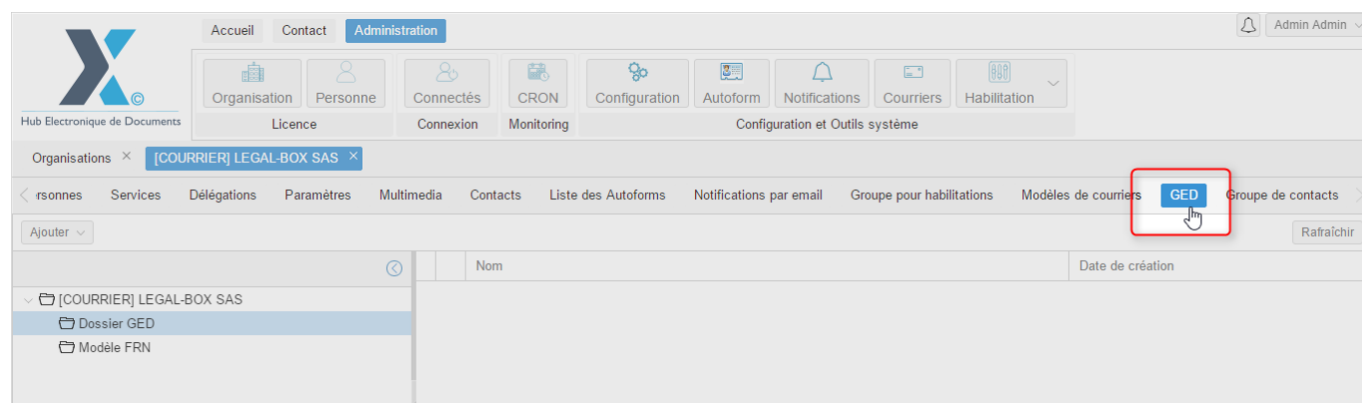 Accueil Contact Administration Admin Admin
©
Organisation Personne Connectés CRON Configuration Autoform Notifications Courriers Habilitation
Hub Electronique de Documents Licence Connexion Monitoring Configuration et Outils système
Organisations × [COURRIER] LEGAL-BOX SAS ×
rsonnes Services Délégations Paramètres Multimedia Contacts Liste des Autoforms Notifications par email Groupe pour habilitations Modèles de courriers GED Groupe de contacts
Ajouter Rafraîchir
Nom Date de création
[COURRIER] LEGAL-BOX SAS
Dossier GED
Modèle FRN